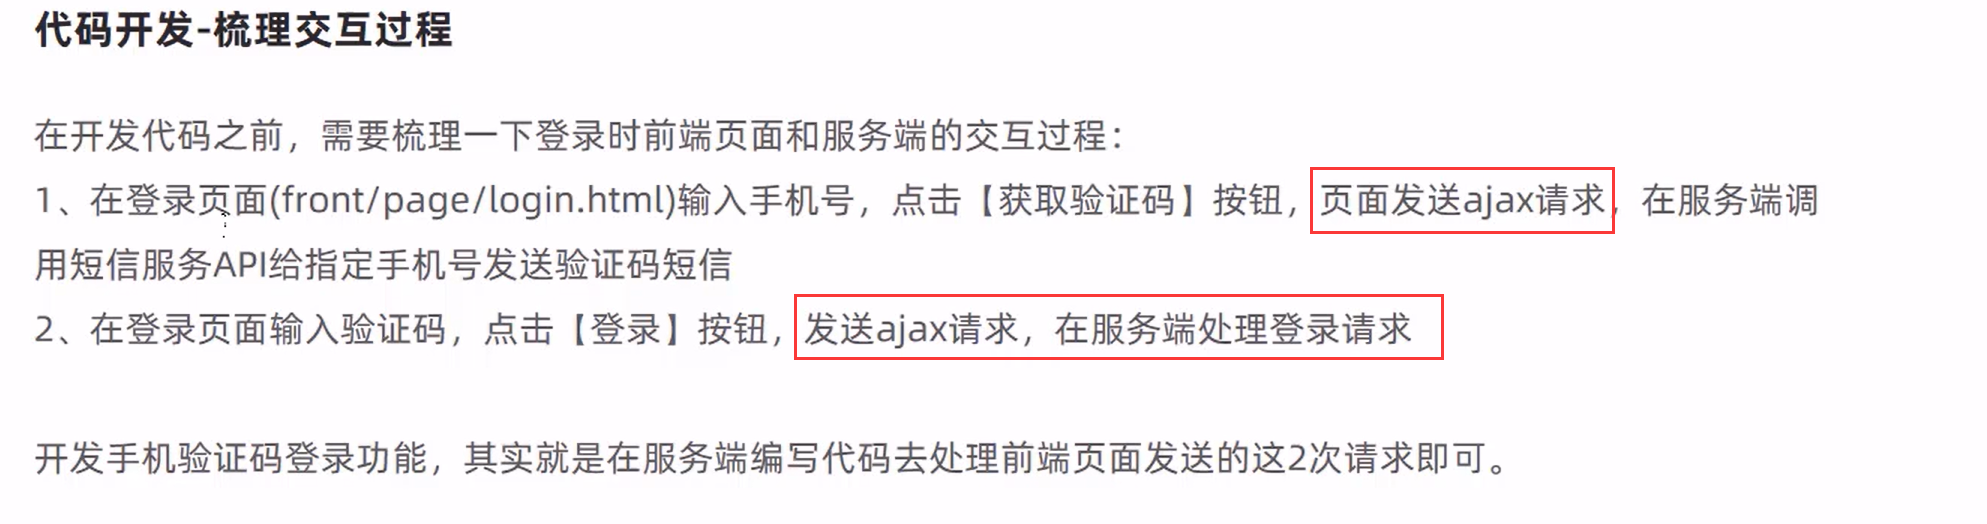 代码开发-梳理交互过程
在开发代码之前，需要梳理一下登录时前端页面和服务端的交互过程：
1、在登录页面(front/page/login.html)输入手机号，点击【获取验证码】按钮，页面发送ajax请求，在服务端调
用短信服务API给指定手机号发送验证码短信
2、在登录页面输入验证码，点击【登录】按钮，发送ajax请求，在服务端处理登录请求
开发手机验证码登录功能，其实就是在服务端编写代码去处理前端页面发送的这2次请求即可。